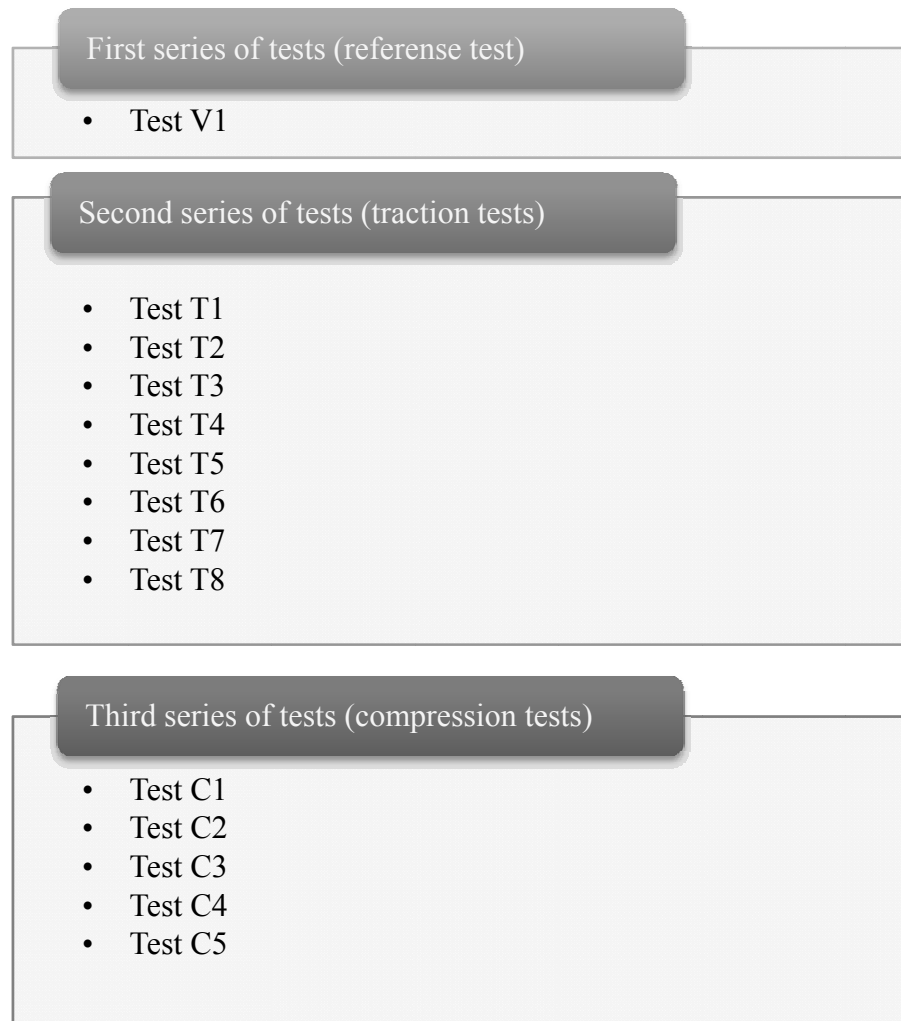 First series of tests (referense test)
• Test V1
Second series of tests (traction tests)
• Test T1
• Test T2
• Test T3
• Test T4
• Test T5
• Test T6
• Test T7
• Test T8
Third series of tests (compression tests)
• Test C1
• Test C2
• Test C3
• Test C4
• Test C5